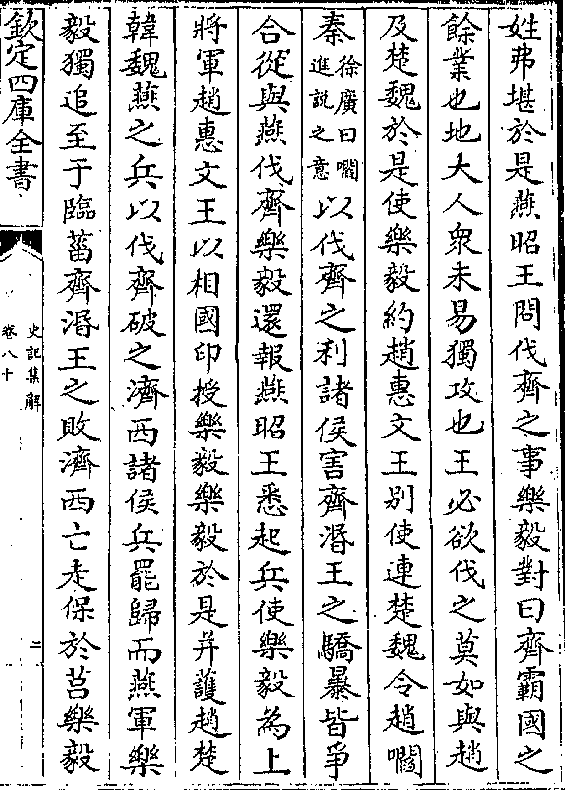 姓弗堪於是燕昭王問伐齊之事樂毅對曰齊霸國之
餘業也地大人衆未易獨攻也王必欲伐之莫如與趙
及楚魏於是使樂毅約趙惠文王别使連楚魏令趙嚪
秦徐廣曰嚪進説之意以伐齊之利諸侯害齊湣王之驕暴皆爭
合從與燕伐齊樂毅還報燕昭王悉起兵使樂毅為上
將軍趙惠文王以相國印授樂毅樂毅於是并護趙楚
韓魏燕之兵以伐齊破之濟西諸侯兵罷歸而燕軍樂
毅獨追至于臨菑齊湣王之敗濟西亡走保於莒樂毅
欽定四庫全書
史記集解
卷八十
二